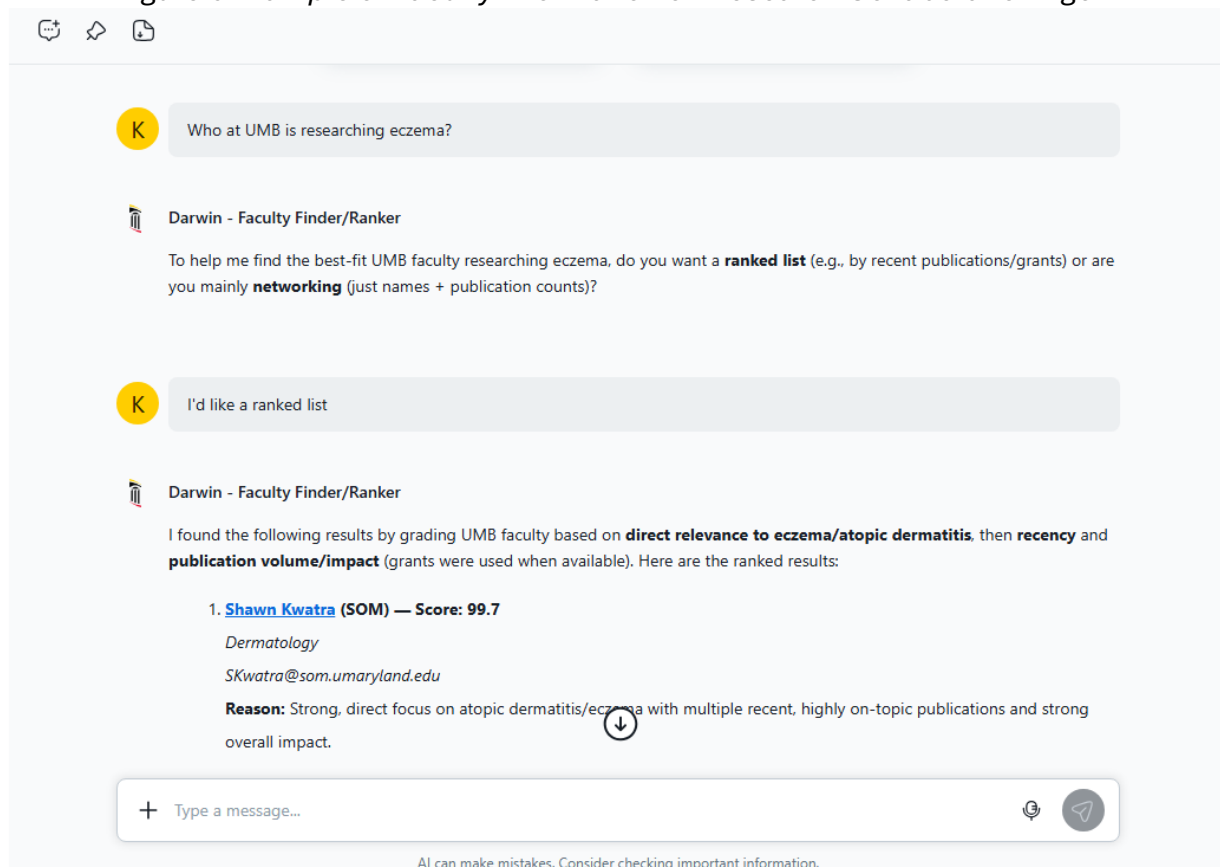 K
Who at UMB is researching eczema?
Darwin - Faculty Finder/Ranker
To help me find the best-fit UMB faculty researching eczema, do you want a ranked list (e.g., by recent publications/grants) or are
you mainly networking (just names + publication counts)?
K
I'd like a ranked list
Darwin - Faculty Finder/Ranker
I found the following results by grading UMB faculty based on direct relevance to eczema/atopic dermatitis, then recency and
publication volume/impact (grants were used when available). Here are the ranked results:
1. Shawn Kwatra (SOM) — Score: 99.7
Dermatology
SKwatra@som.umaryland.edu
Reason: Strong, direct focus on atopic dermatitis/eczema with multiple recent, highly on-topic publications and strong
overall impact.
Type a message...
AI can make mistakes. Consider checking important information.